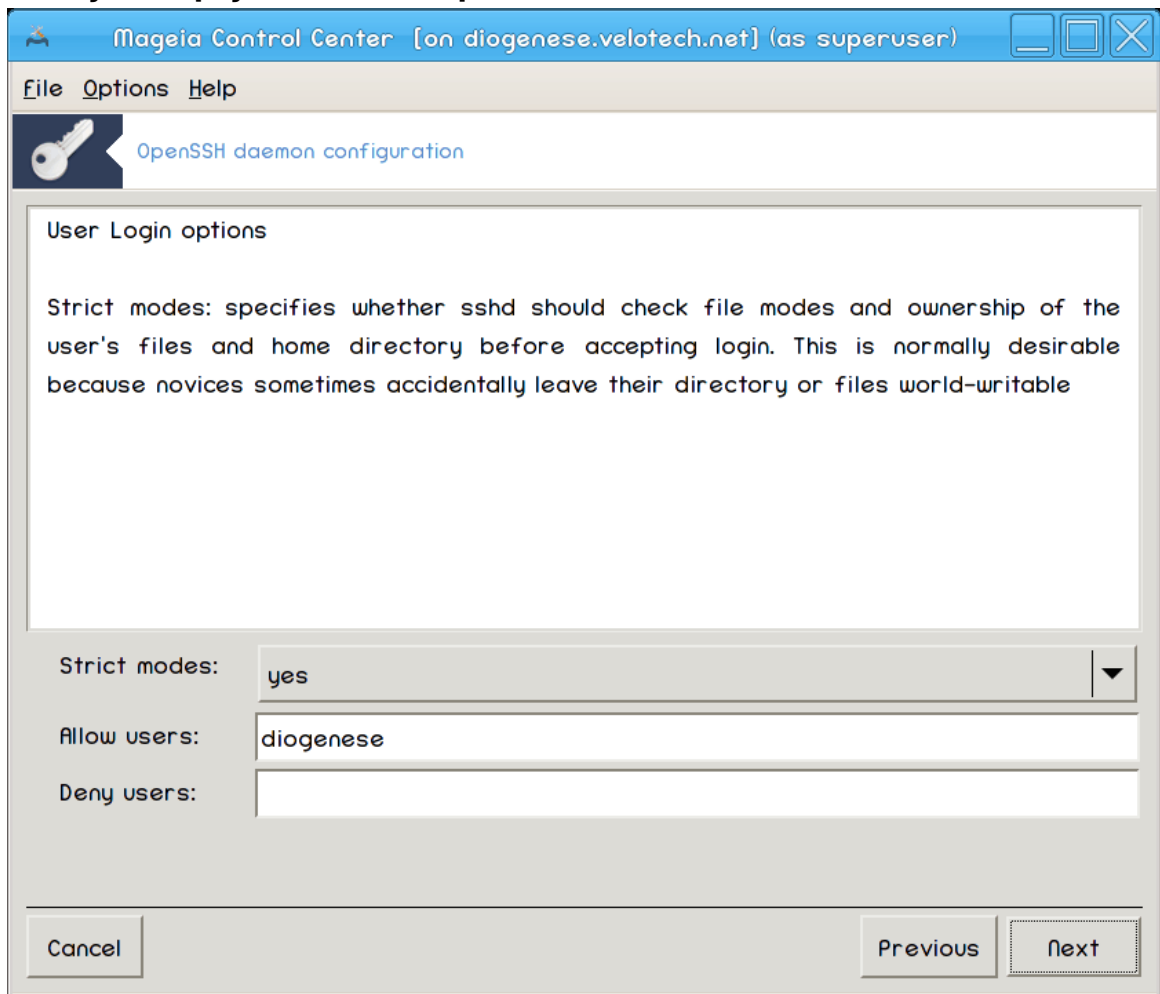 Mageia Control Center [on diogenese.velotech.net] (as superuser)
File Options Help
OpenSSH daemon configuration
User Login options
Strict modes: specifies whether sshd should check file modes and ownership of the
user's files and home directory before accepting login. This is normally desirable
because novices sometimes accidentally leave their directory or files world-writable
Strict modes: yes
Allow users: diogenese
Deny users:
Cancel Previous Next